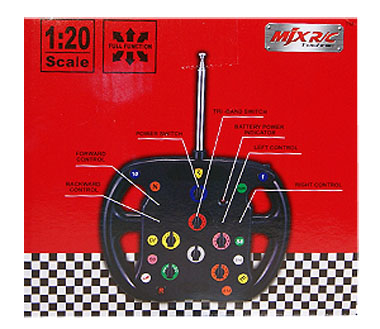 1:20
Scale
FULL FUNCTION
MJX R/C
Technic
TRI-BAND SWITCH
POWER SWITCH
BATTERY POWER
INDICATOR
FORWARD
CONTROL
LEFT CONTROL
BACKWARD
CONTROL
RIGHT CONTROL